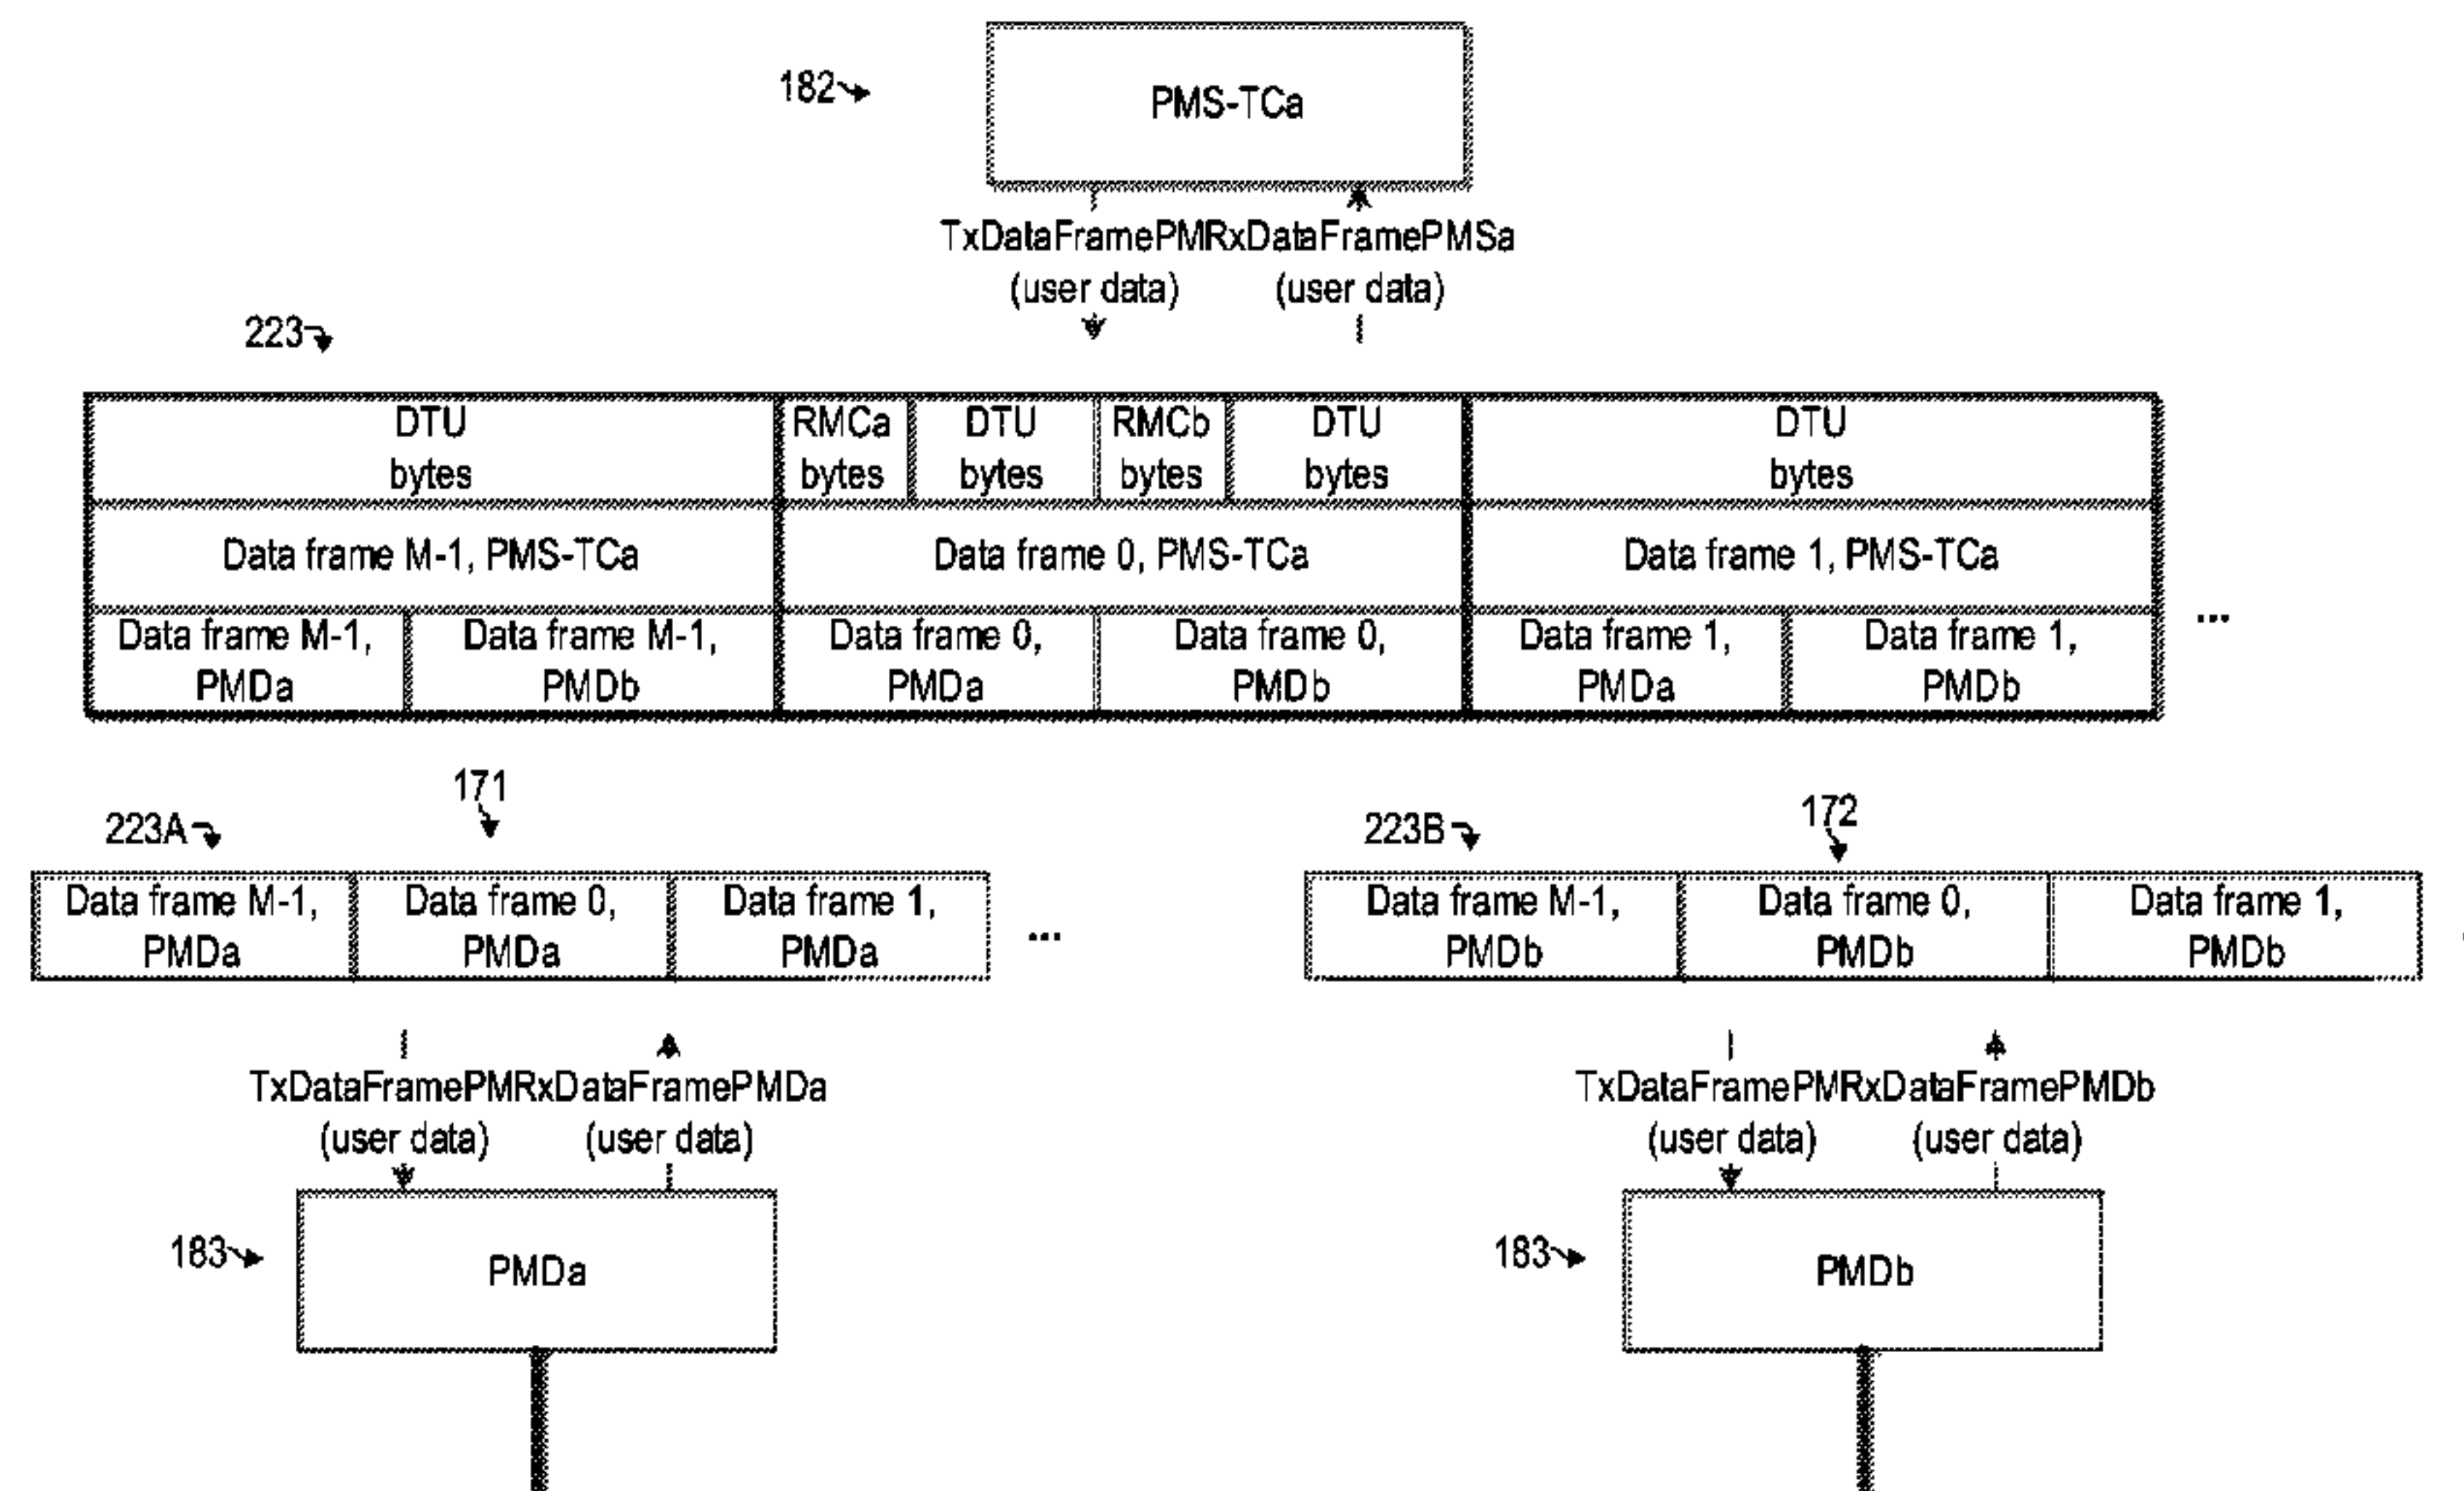 182
PMS-TCa
TxDataFramePMRxDataFramePMSa
(user data) (user data)
223
DTU RMCa DTU RMCb DTU DTU
bytes bytes bytes bytes bytes bytes
Data frame M-1, PMS-TCa Data frame 0, PMS-TCa Data frame 1, PMS-TCa
Data frame M-1, Data frame M-1, Data frame 0, Data frame 0, Data frame 1, Data frame 1,
PMDa PMDb PMDa PMDb PMDa PMDb
...
171
172
223A
223B
Data frame M-1, Data frame 0, Data frame 1,
PMDa PMDa PMDa
...
Data frame M-1, Data frame 0, Data frame 1,
PMDb PMDb PMDb
TxDataFramePMRxDataFramePMDa
(user data) (user data)
TxDataFramePMRxDataFramePMDb
(user data) (user data)
183
PMDa
183
PMDb